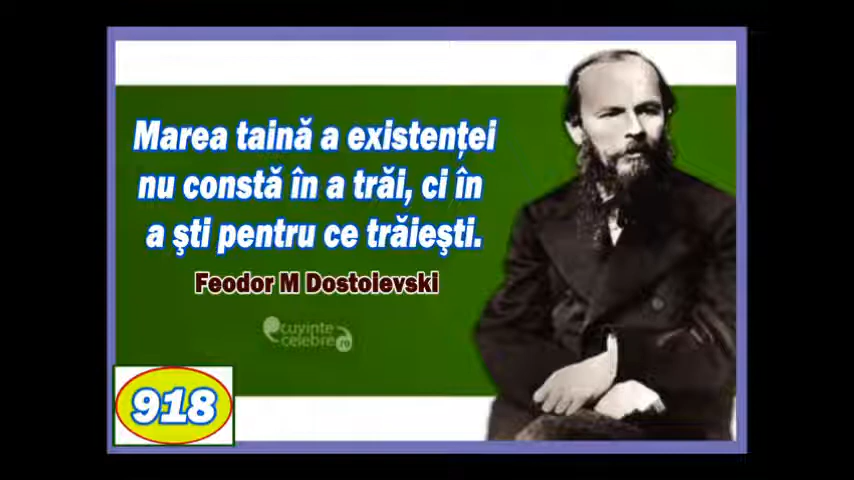 Marea taină a existenței
nu constă în a trăi, ci în
a şti pentru ce trăieşti.
Feodor M Dostoievski
cuvinte
celebre.ro
918